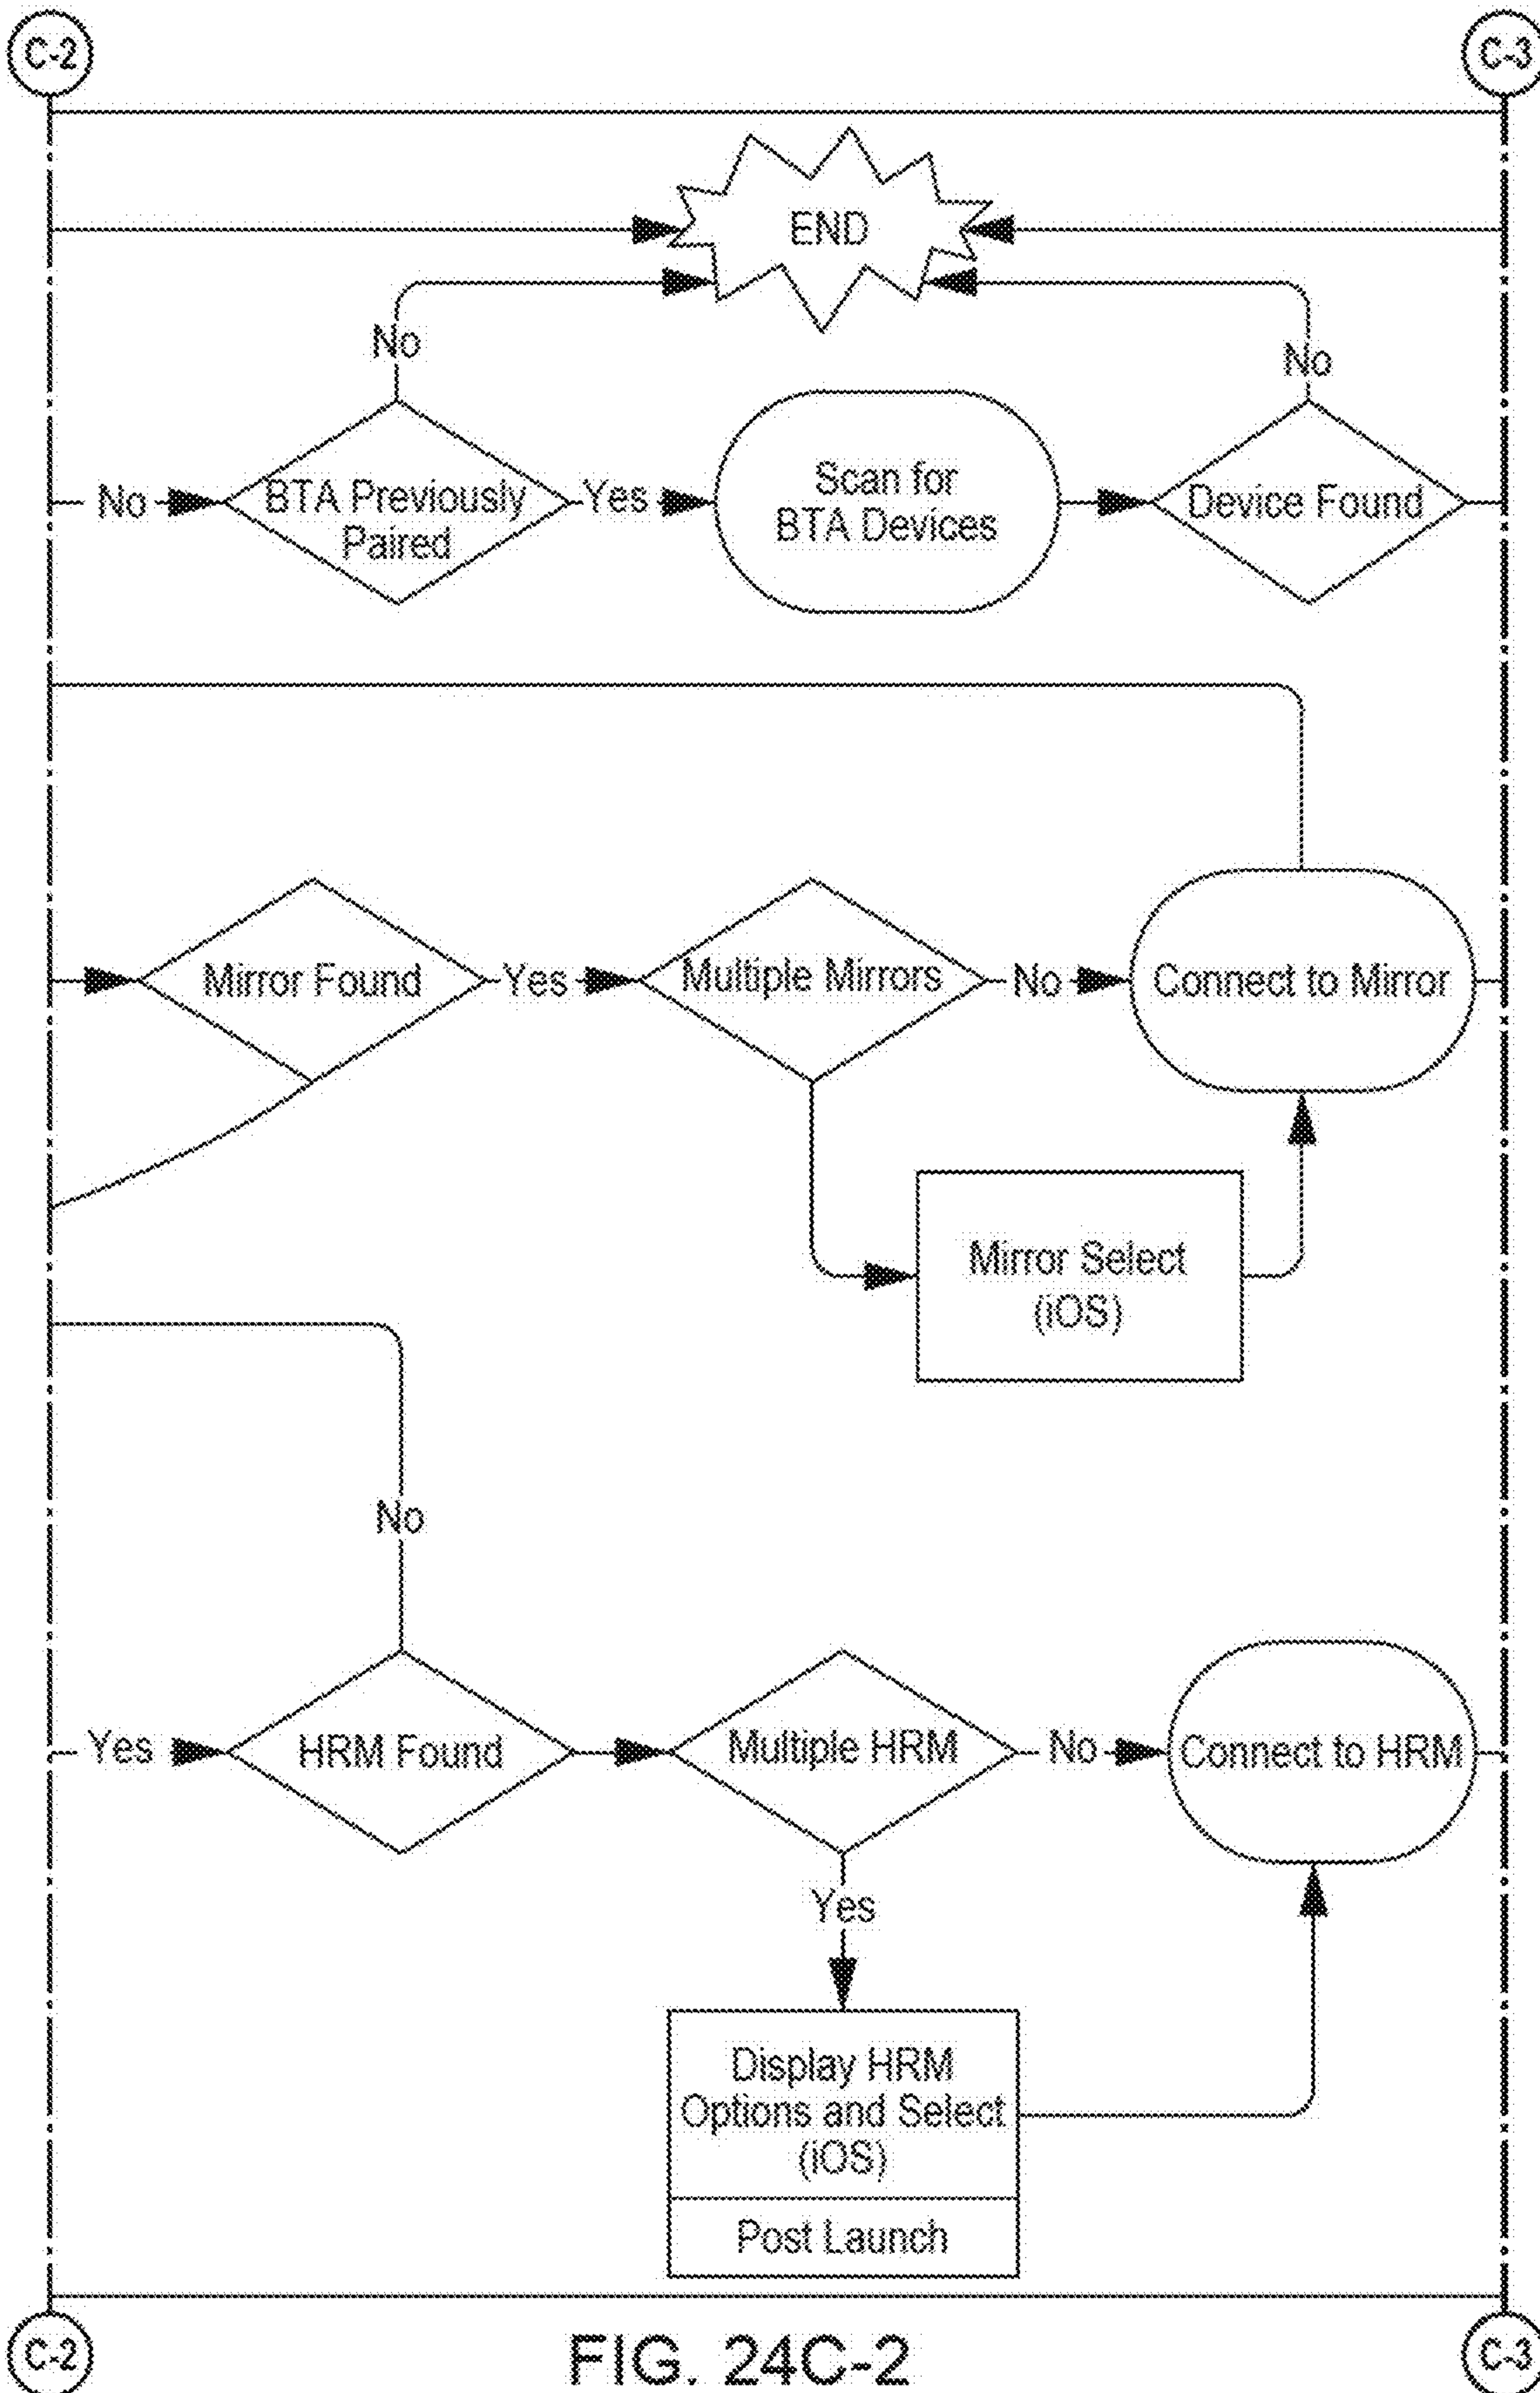 C-2
C-3
END
No
No
No
BTA Previously
Paired
Yes
Scan for
BTA Devices
Device Found
Mirror Found
Yes
Multiple Mirrors
No
Connect to Mirror
Mirror Select
(iOS)
No
Yes
HRM Found
Multiple HRM
No
Connect to HRM
Yes
Display HRM
Options and Select
(iOS)
Post Launch
C-2
FIG. 24C-2
C-3